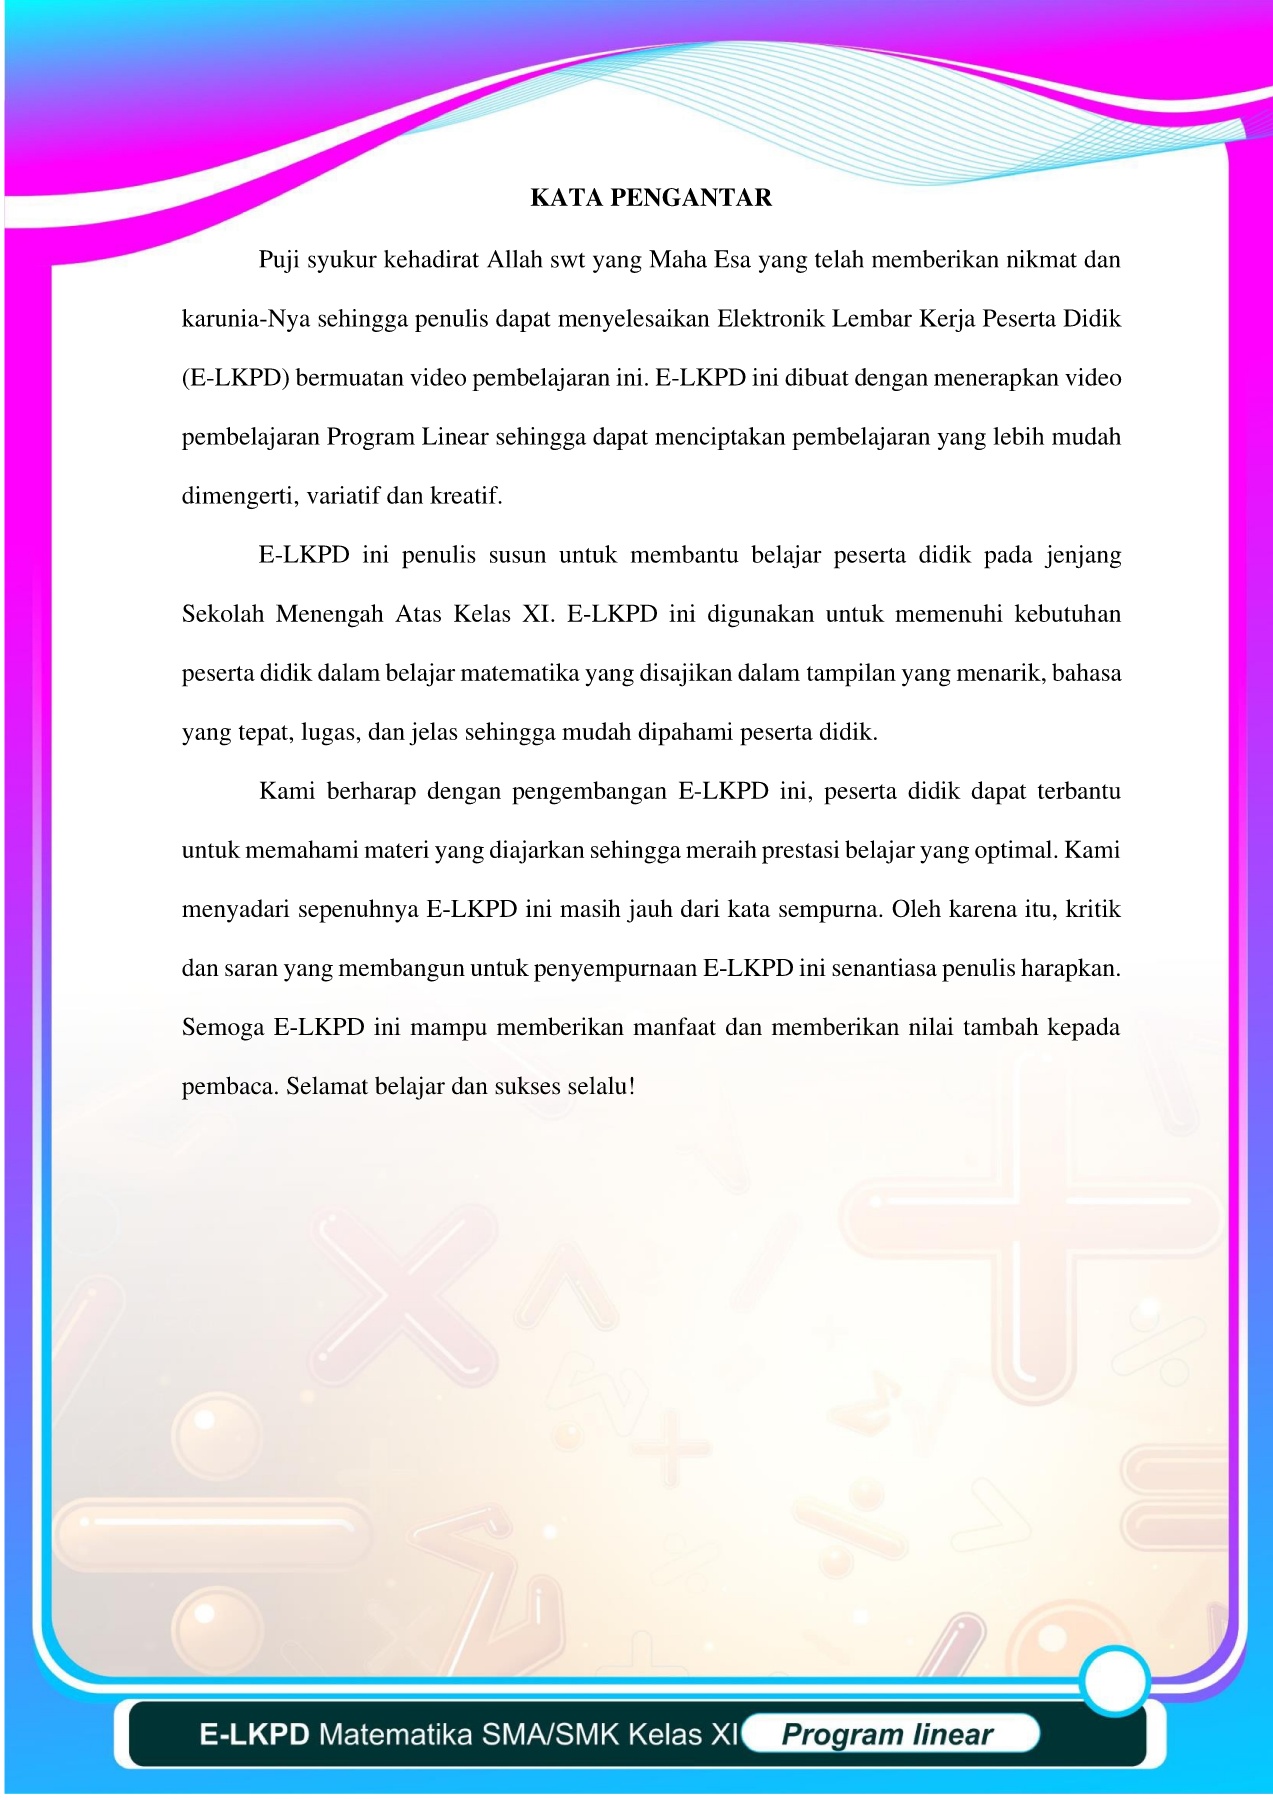 KATA PENGANTAR
Puji syukur kehadirat Allah swt yang Maha Esa yang telah memberikan nikmat dan
karunia-Nya sehingga penulis dapat menyelesaikan Elektronik Lembar Kerja Peserta Didik
(E-LKPD) bermuatan video pembelajaran ini. E-LKPD ini dibuat dengan menerapkan video
pembelajaran Program Linear sehingga dapat menciptakan pembelajaran yang lebih mudah
dimengerti, variatif dan kreatif.
E-LKPD ini penulis susun untuk membantu belajar peserta didik pada jenjang
Sekolah Menengah Atas Kelas XI. E-LKPD ini digunakan untuk memenuhi kebutuhan
peserta didik dalam belajar matematika yang disajikan dalam tampilan yang menarik, bahasa
yang tepat, lugas, dan jelas sehingga mudah dipahami peserta didik.
Kami berharap dengan pengembangan E-LKPD ini, peserta didik dapat terbantu
untuk memahami materi yang diajarkan sehingga meraih prestasi belajar yang optimal. Kami
menyadari sepenuhnya E-LKPD ini masih jauh dari kata sempurna. Oleh karena itu, kritik
dan saran yang membangun untuk penyempurnaan E-LKPD ini senantiasa penulis harapkan.
Semoga E-LKPD ini mampu memberikan manfaat dan memberikan nilai tambah kepada
pembaca. Selamat belajar dan sukses selalu!
E-LKPD Matematika SMA/SMK Kelas XI Program linear